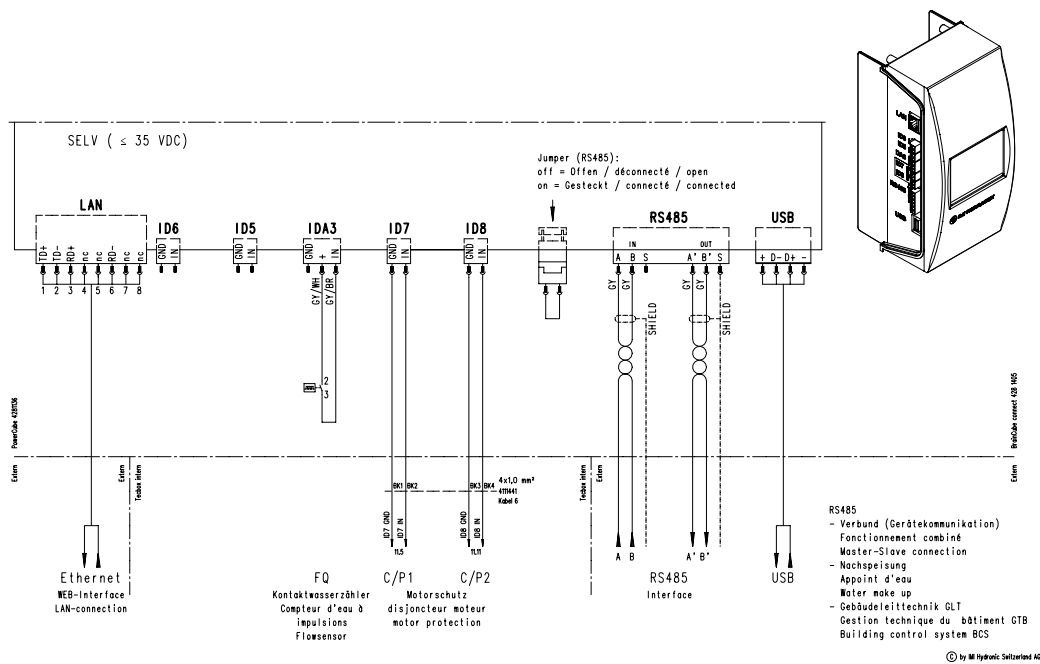 SELV ( ≤ 35 VDC)
Jumper (RS485):
off = Offen / déconnecté / open
on = Gesteckt / connecté / connected
LAN
ID6
ID5
IDA3
ID7
ID8
RS485
USB
TD+
TD-
RD+
nc
nc
RD-
nc
nc
GND
IN
GND
IN
GND
+
IN
GND
IN
GND
IN
IN
OUT
A B S
A' B' S
+ D- D+ -
1 2 3 4 5 6 7 8
GY/WH
GY/BR
GY
GY
GY
GY
SHIELD
SHIELD
2
3
PowerCube 4281136
BrainCube connect 428 1405
Extern
Extern
Tecbox intern
Tecbox intern
Extern
Extern
BK1
BK2
BK3
BK4
4x1,0 mm²
4111441
Kabel 6
ID7 GND
ID7 IN
ID8 GND
ID8 IN
11,5
11,11
A B
A' B'
Ethernet
WEB-Interface
LAN-connection
FQ
Kontaktwasserzähler
Compteur d'eau à
impulsions
Flowsensor
C/P1
C/P2
Motorschutz
disjoncteur moteur
motor protection
RS485
Interface
USB
RS485
- Verbund (Gerätekommunikation)
Fonctionnement combiné
Master-Slave connection
- Nachspeisung
Appoint d'eau
Water make up
- Gebäudeleittechnik GLT
Gestion technique du bâtiment GTB
Building control system BCS
© by IMI Hydronic Switzerland AG
LAN
USB